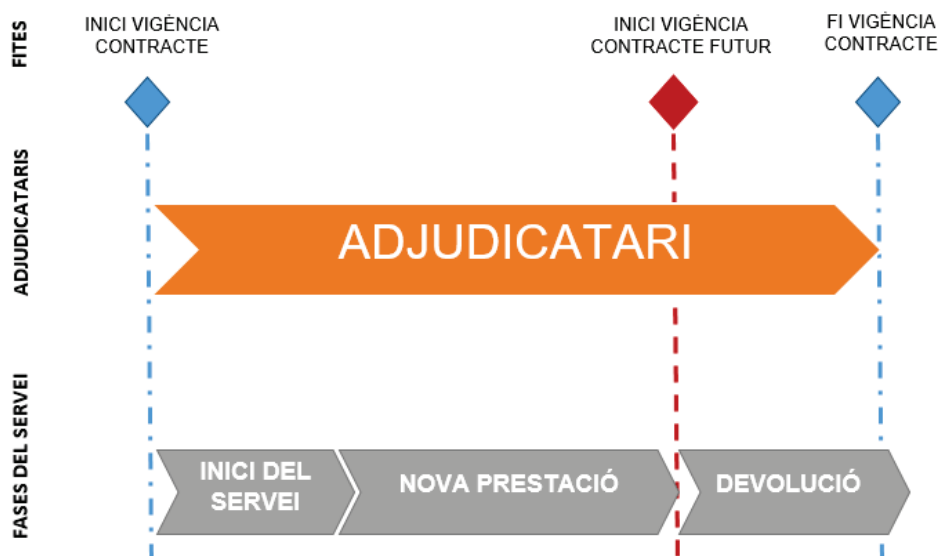 FITES
INICI VIGÈNCIA
CONTRACTE
INICI VIGÈNCIA
CONTRACTE FUTUR
FI VIGÈNCIA
CONTRACTE
ADJUDICATARIS
ADJUDICATARI
FASES DEL SERVEI
INICI DEL
SERVEI
NOVA PRESTACIÓ
DEVOLUCIÓ